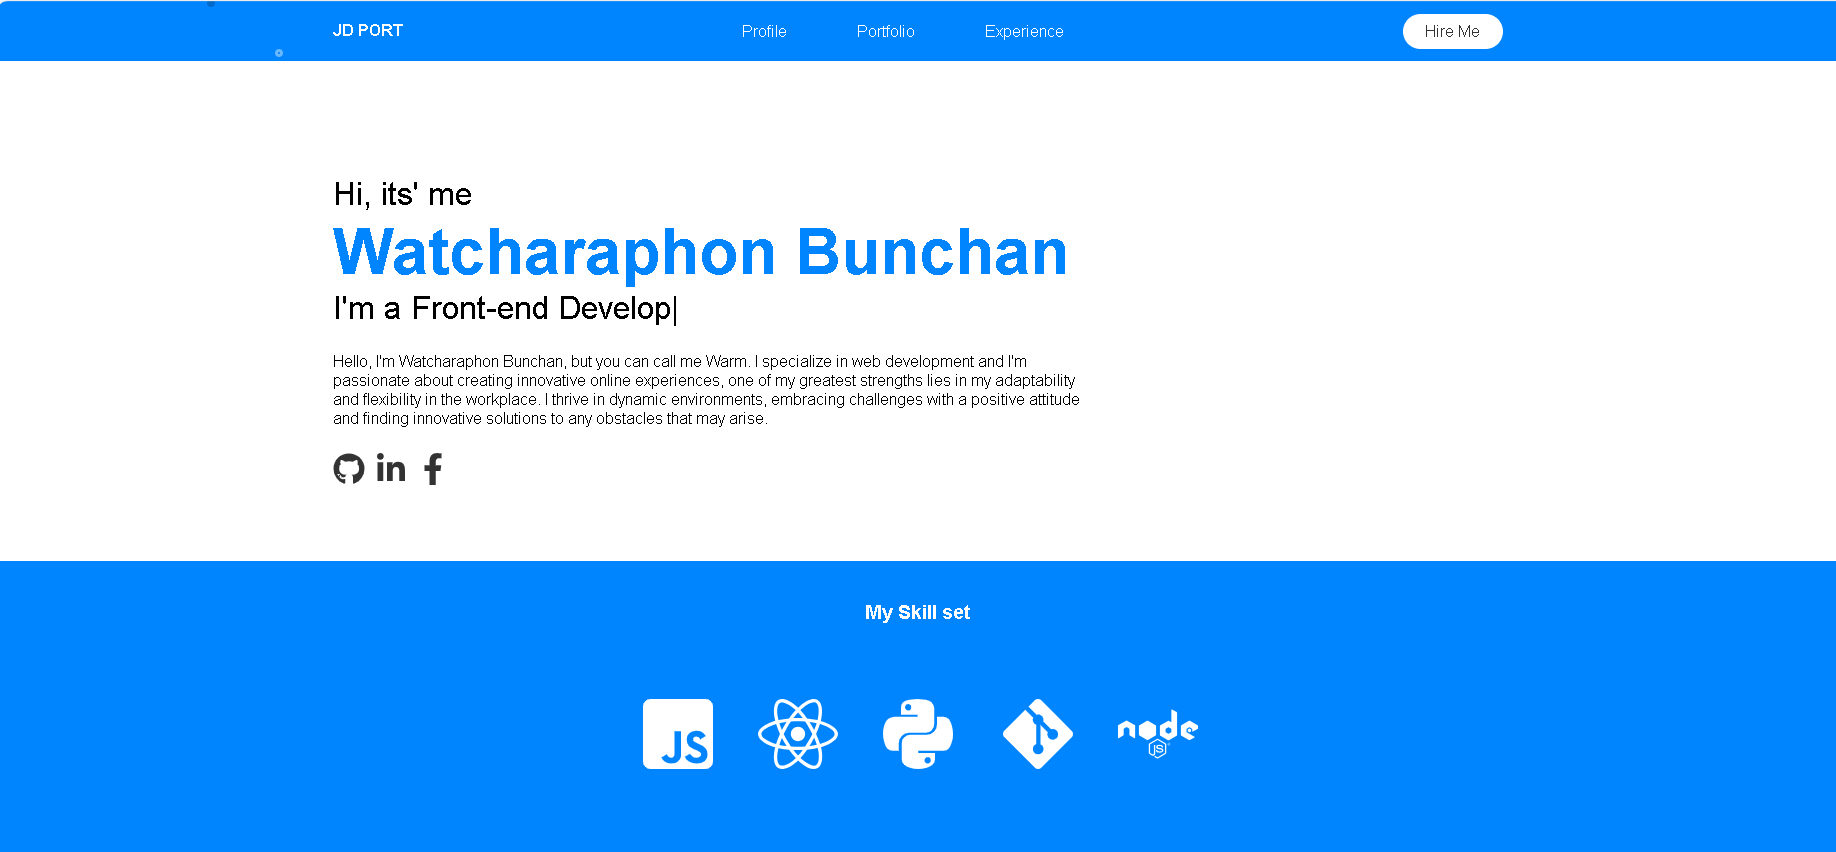 JD PORT
Profile
Portfolio
Experience
Hire Me
Hi, its' me
Watcharaphon Bunchan
I'm a Front-end Develop|
Hello, I'm Watcharaphon Bunchan, but you can call me Warm. I specialize in web development and I'm
passionate about creating innovative online experiences, one of my greatest strengths lies in my adaptability
and flexibility in the workplace. I thrive in dynamic environments, embracing challenges with a positive attitude
and finding innovative solutions to any obstacles that may arise.
in
My Skill set
JS
node
JS